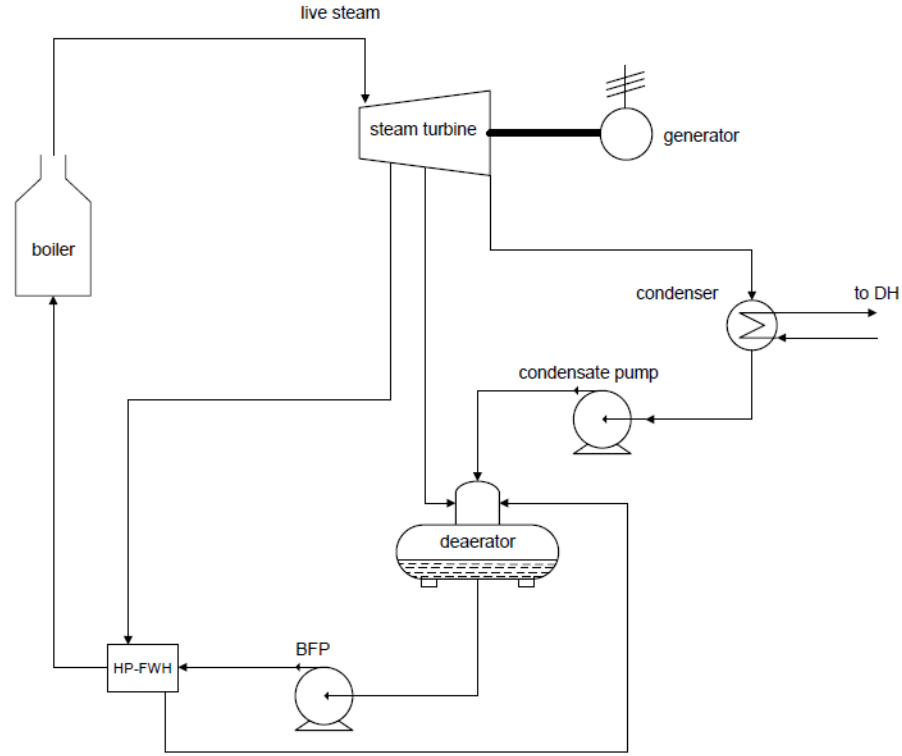 live steam
steam turbine
generator
boiler
condenser
to DH
condensate pump
deaerator
BFP
HP-FWH